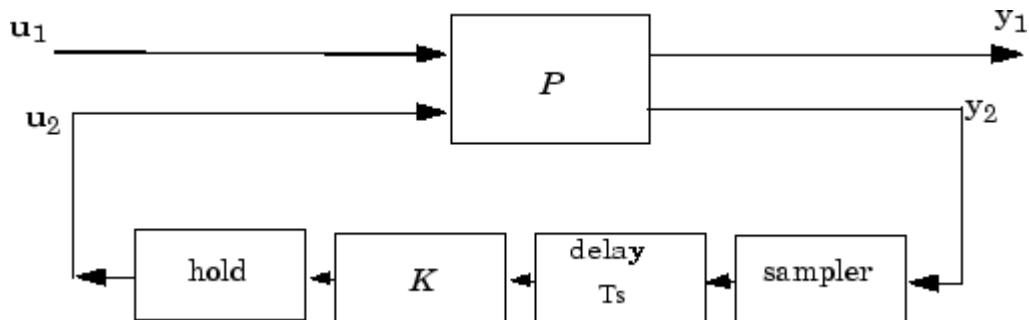 u₁
y₁
P
u₂
y₂
hold
K
delay
Ts
sampler